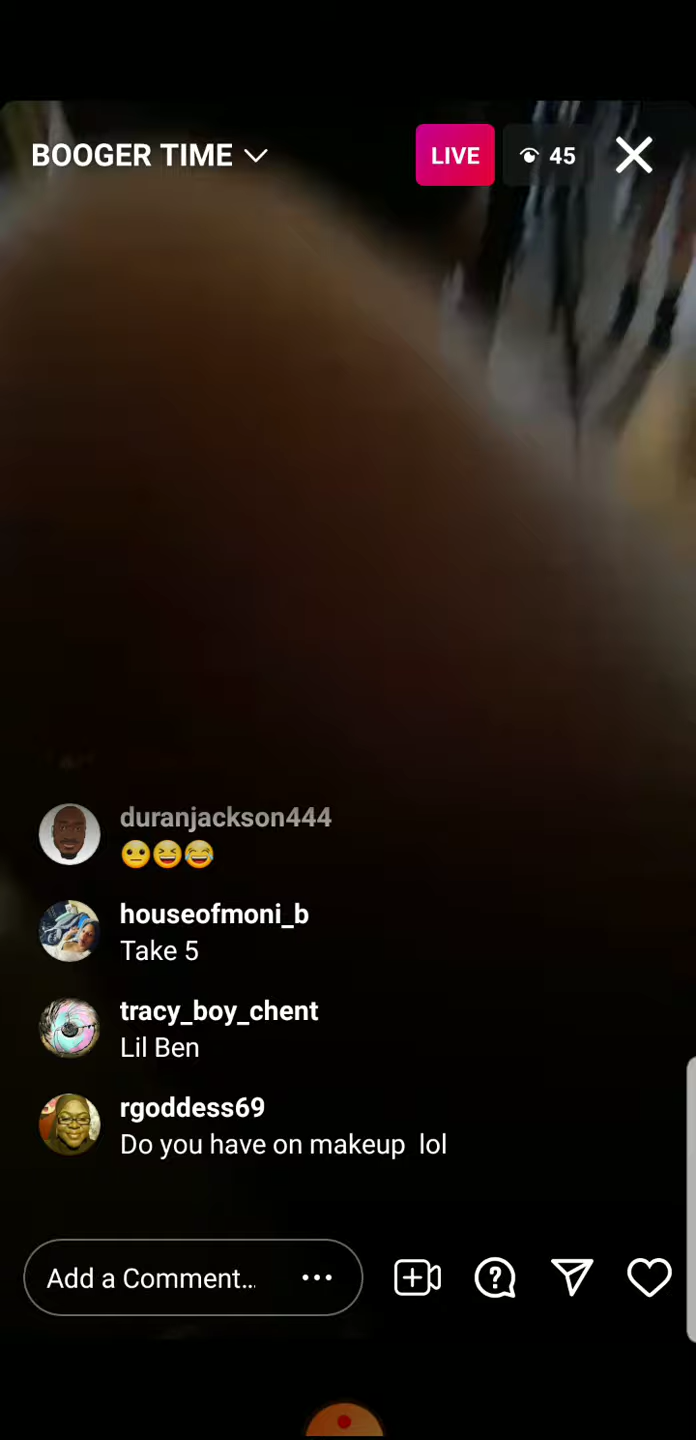 BOOGER TIME
LIVE
45
duranjackson444
😐😆😂
houseofmoni_b
Take 5
tracy_boy_chent
Lil Ben
rgoddess69
Do you have on makeup  lol
Add a Comment...